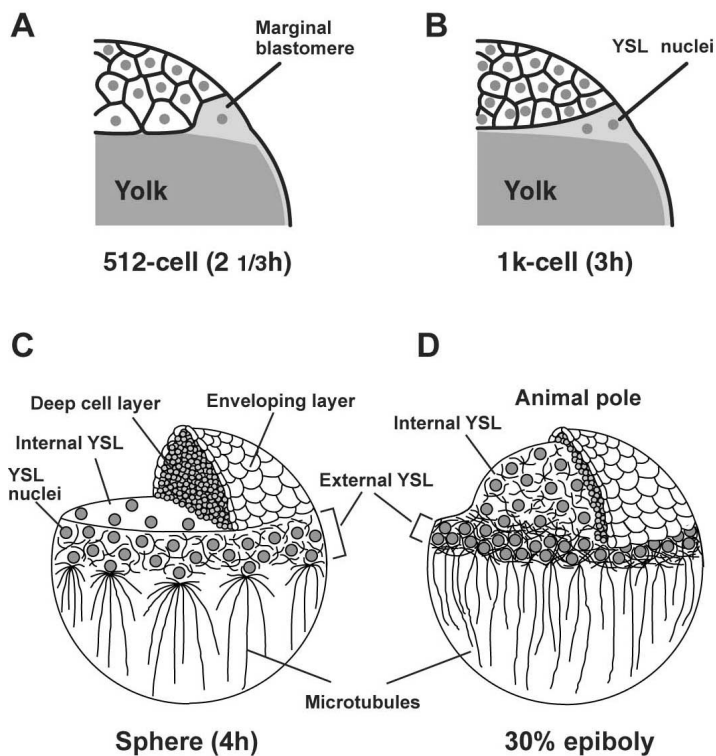 A
Marginal
blastomere
Yolk
512-cell (2 1/3h)
B
YSL nuclei
Yolk
1k-cell (3h)
C
Deep cell layer
Enveloping layer
Internal YSL
YSL
nuclei
External YSL
D
Animal pole
Internal YSL
Microtubules
Sphere (4h)
30% epiboly